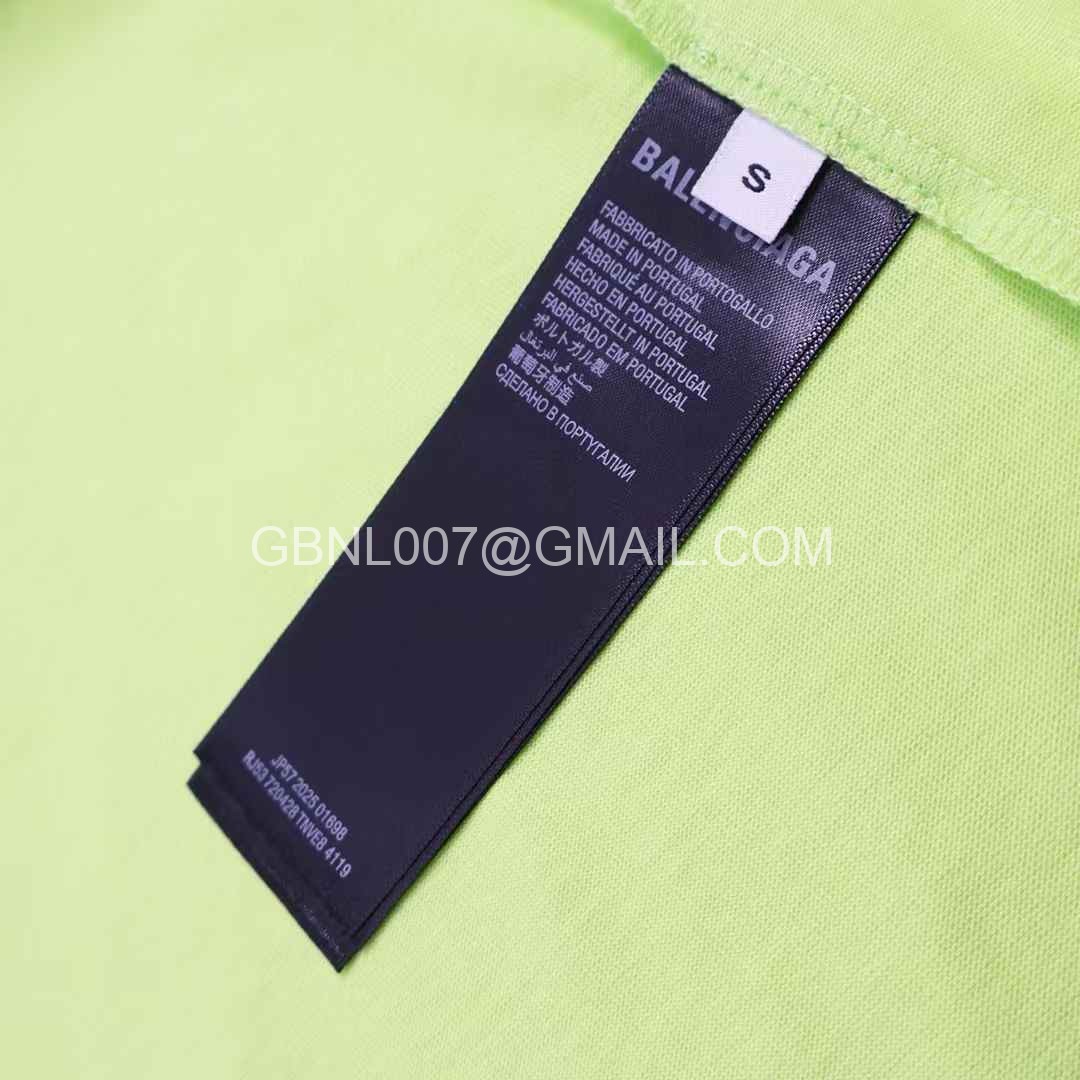 S
BALENCIAGA
FABBRICATO IN PORTOGALLO
MADE IN PORTUGAL
FABRIQUÉ AU PORTUGAL
HECHO EN PORTUGAL
HERGESTELLT IN PORTUGAL
FABRICADO EM PORTUGAL
ポルトガル製
صنع في البرتغال
葡萄牙制造
СДЕЛАНО В ПОРТУГАЛИИ
GBNL007@GMAIL.COM
JP57 2025 01698
RJ53 720428 TNVE8 4119